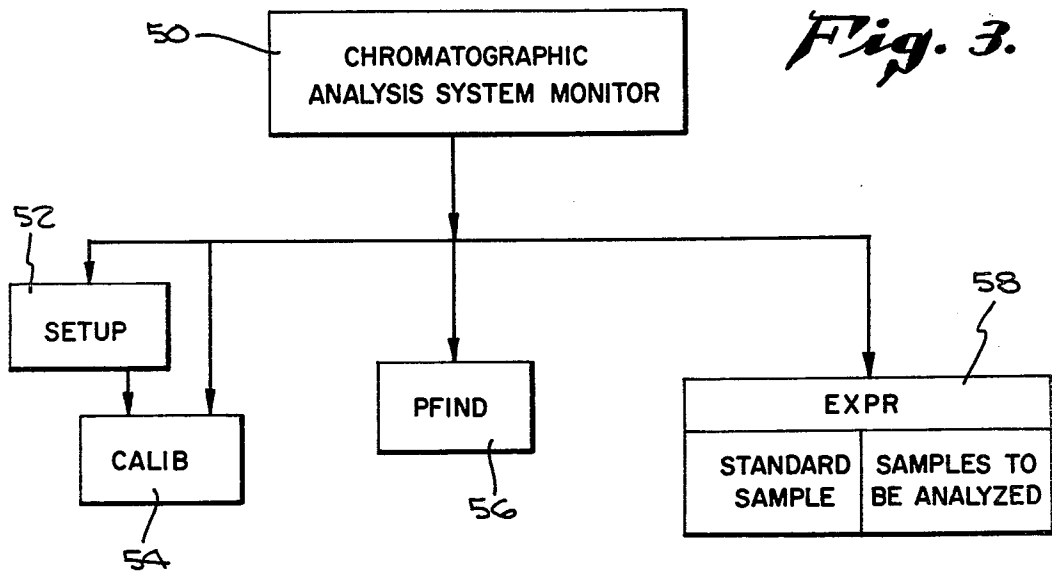 Fig. 3.
50
CHROMATOGRAPHIC
ANALYSIS SYSTEM MONITOR
52
SETUP
58
PFIND
EXPR
CALIB
STANDARD
SAMPLE
SAMPLES TO
BE ANALYZED
56
54